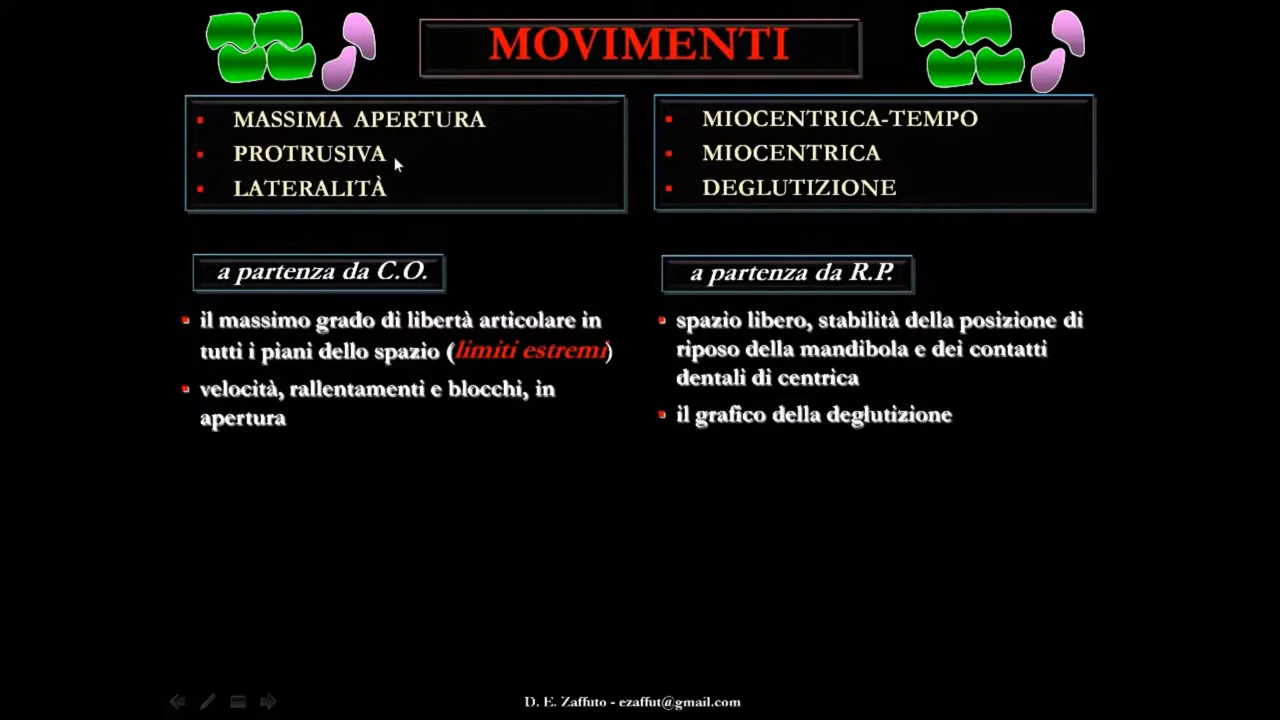 MOVIMENTI
MASSIMA APERTURA
PROTRUSIVA
LATERALITÀ
MIOCENTRICA-TEMPO
MIOCENTRICA
DEGLUTIZIONE
a partenza da C.O.
il massimo grado di libertà articolare in
tutti i piani dello spazio (limiti estremi)
velocità, rallentamenti e blocchi, in
apertura
a partenza da R.P.
spazio libero, stabilità della posizione di
riposo della mandibola e dei contatti
dentali di centrica
il grafico della deglutizione
D. E. Zaffuto - ezaffut@gmail.com